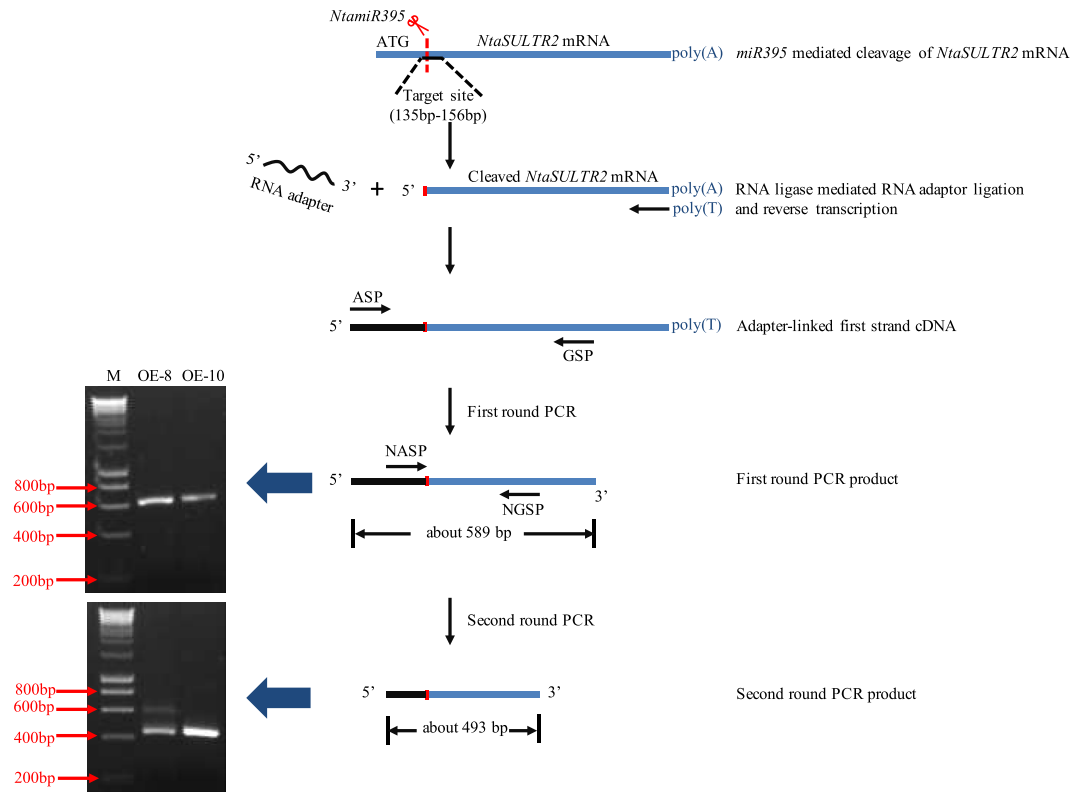 NtamiR395
ATG NtaSULTR2 mRNA poly(A) miR395 mediated cleavage of NtaSULTR2 mRNA
Target site
(135bp-156bp)
5’ RNA adapter 3’ + 5’ Cleaved NtaSULTR2 mRNA poly(A) RNA ligase mediated RNA adaptor ligation
poly(T) and reverse transcription
ASP
5’ poly(T) Adapter-linked first strand cDNA
GSP
M OE-8 OE-10
First round PCR
NASP
5’ 3’ First round PCR product
NGSP
about 589 bp
800bp
600bp
400bp
200bp
Second round PCR
5’ 3’ Second round PCR product
about 493 bp
800bp
600bp
400bp
200bp